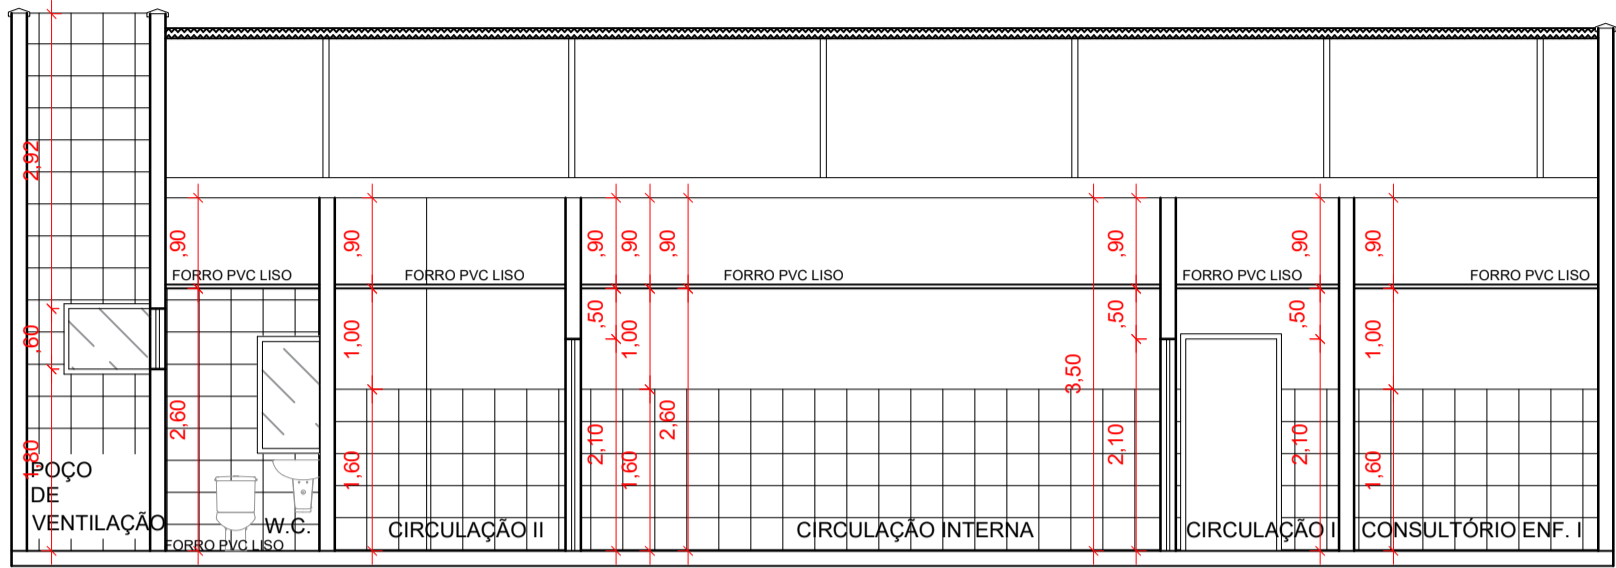 2,92
,60
1,80
POÇO
DE
VENTILAÇÃO
,90
FORRO PVC LISO
2,60
W.C.
FORRO PVC LISO
,90
FORRO PVC LISO
1,00
1,60
CIRCULAÇÃO II
,90
,90
,90
FORRO PVC LISO
,50
1,00
2,10
1,60
2,60
CIRCULAÇÃO INTERNA
3,50
,90
,50
2,10
FORRO PVC LISO
,90
,50
2,10
CIRCULAÇÃO I
,90
FORRO PVC LISO
1,00
1,60
CONSULTÓRIO ENF. I